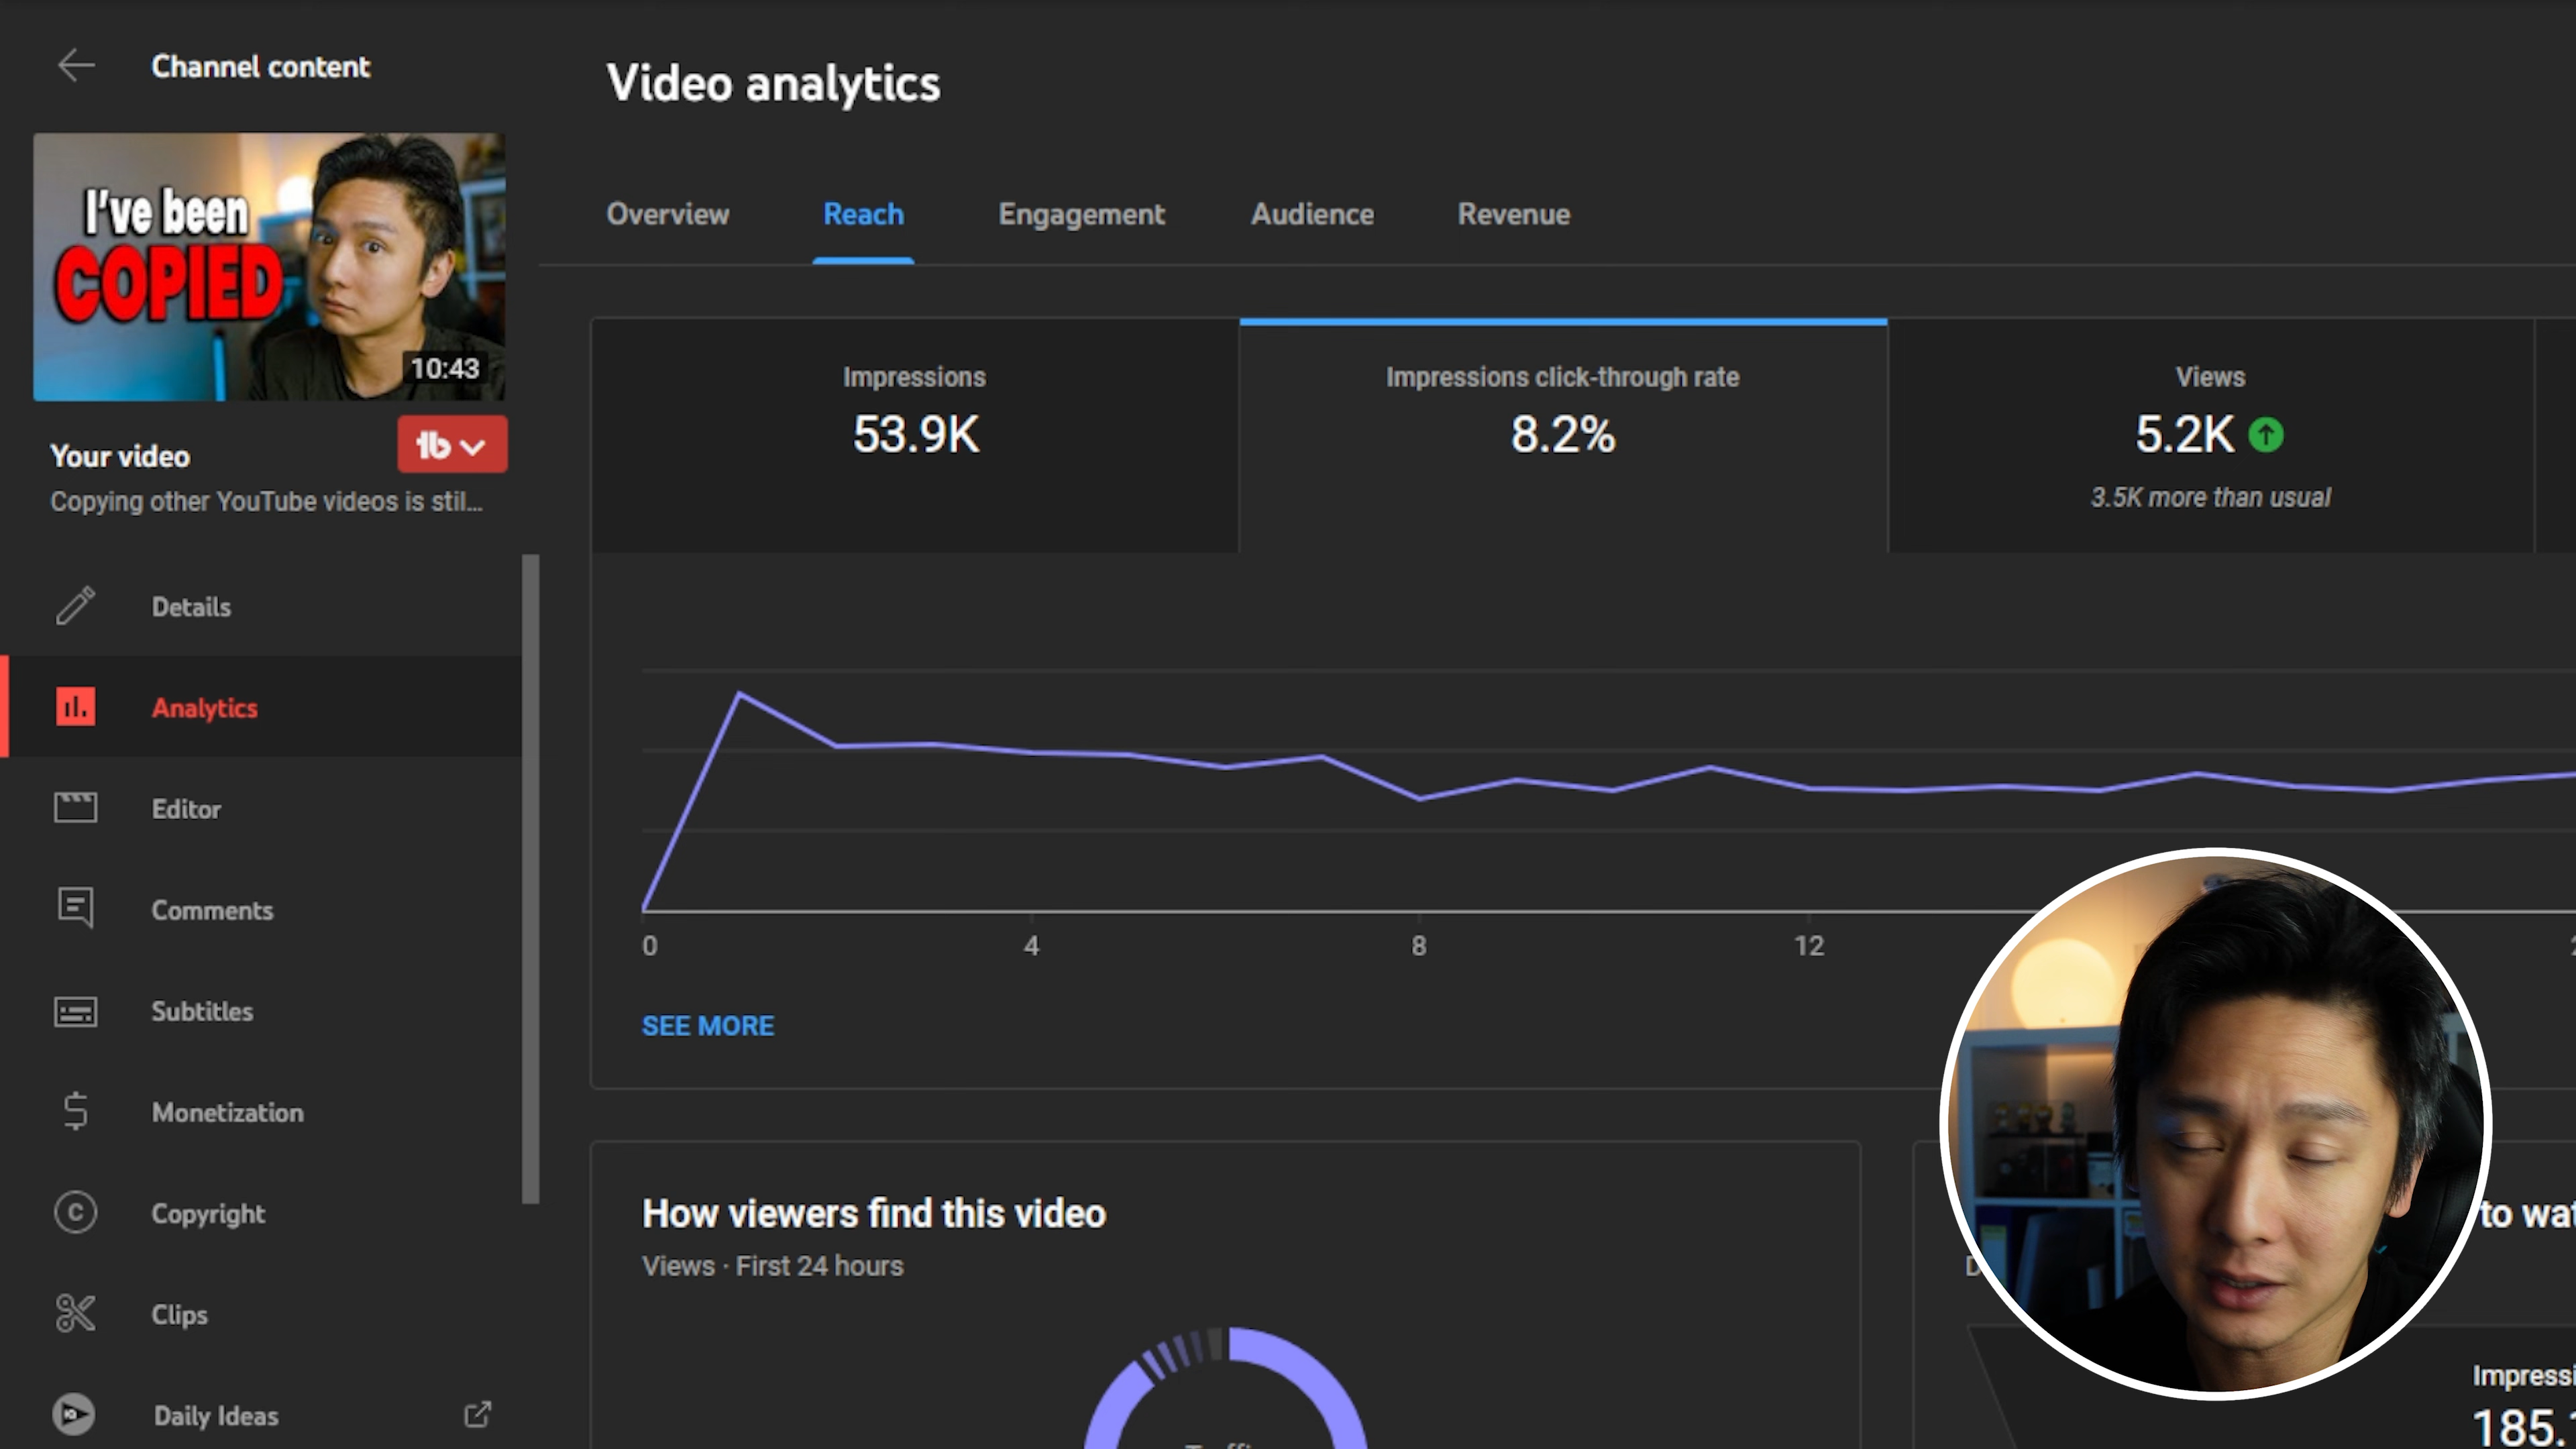 Channel content
I've been
COPIED
10:43
Your video
Copying other YouTube videos is stil...
Details
Analytics
Editor
Comments
Subtitles
Monetization
Copyright
Clips
Daily Ideas
Video analytics
Overview Reach Engagement Audience Revenue
Impressions
53.9K
Impressions click-through rate
8.2%
Views
5.2K
3.5K more than usual
0 4 8 12
SEE MORE
How viewers find this video
Views · First 24 hours
to wat
Impressi
185.